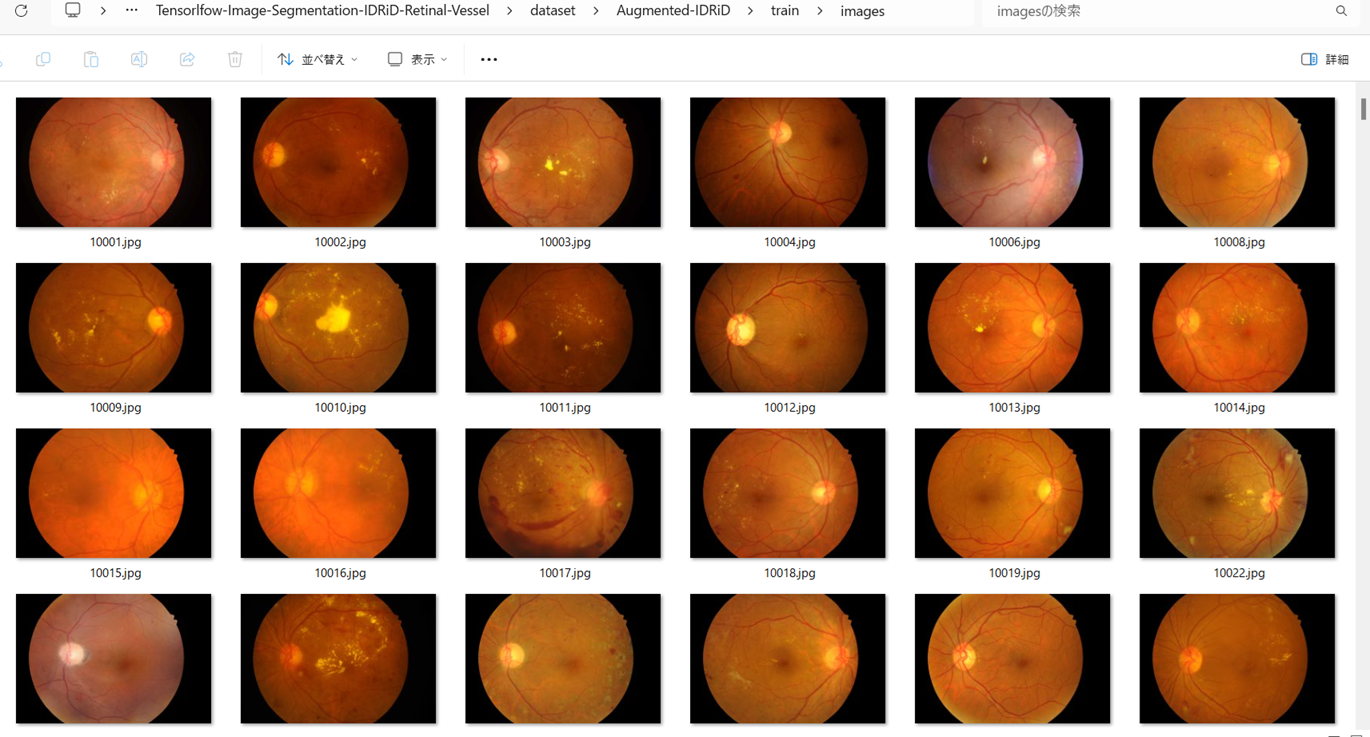 Tensorlfow-Image-Segmentation-IDRiD-Retinal-Vessel > dataset > Augmented-IDRiD > train > images imagesの検索
並べ替え 表示 詳細
10001.jpg 10002.jpg 10003.jpg 10004.jpg 10006.jpg 10008.jpg
10009.jpg 10010.jpg 10011.jpg 10012.jpg 10013.jpg 10014.jpg
10015.jpg 10016.jpg 10017.jpg 10018.jpg 10019.jpg 10022.jpg